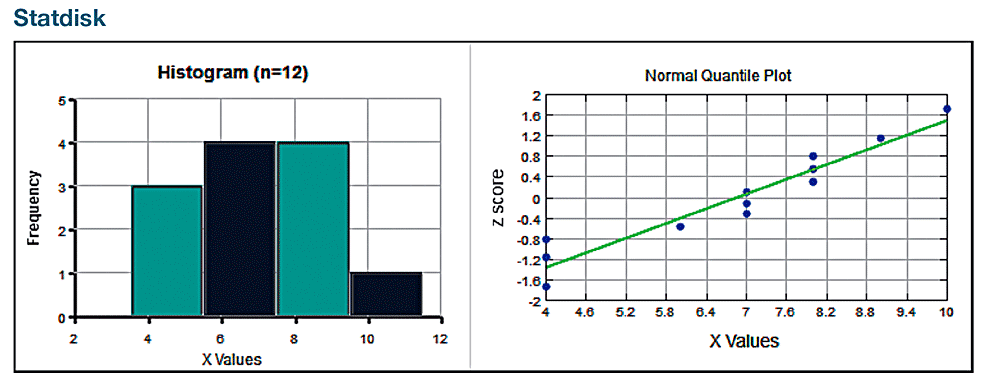 Statdisk
Histogram (n=12)
5
4
3
2
1
0
Frequency
2 4 6 8 10 12
X Values
Normal Quantile Plot
2
1.6
1.2
0.8
0.4
0
-0.4
-0.8
-1.2
-1.6
-2
Z score
4 4.6 5.2 5.8 6.4 7 7.6 8.2 8.8 9.4 10
X Values